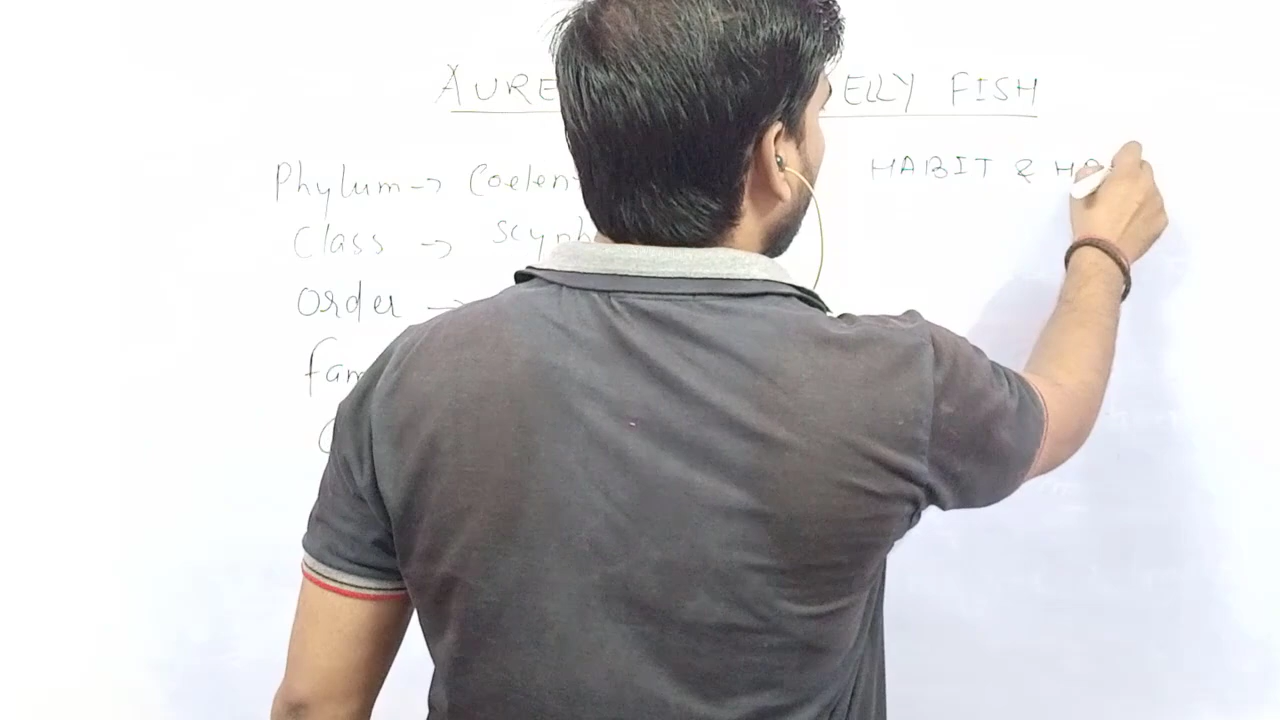 AURE ELLY FISH
Phylum → Coelen
Class → Scyph
Order →
fam
HABIT & HA